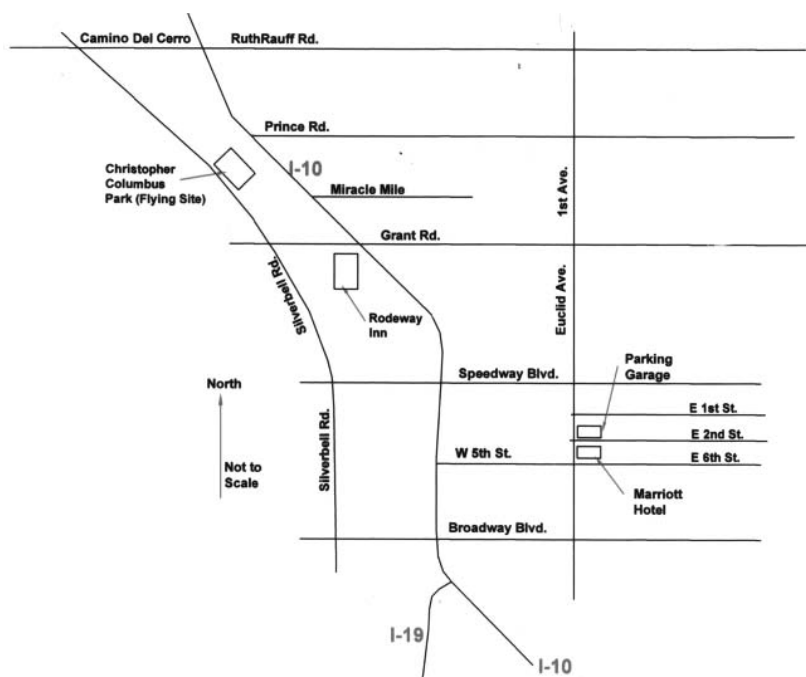 Camino Del Cerro
RuthRauff Rd.
Prince Rd.
Christopher
Columbus
Park (Flying Site)
I-10
Miracle Mile
1st Ave.
Grant Rd.
Silverbell Rd.
Rodeway
Inn
Euclid Ave.
Parking
Garage
North
Speedway Blvd.
E 1st St.
E 2nd St.
Silverbell Rd.
Not to
Scale
W 5th St.
E 6th St.
Marriott
Hotel
Broadway Blvd.
I-19
I-10